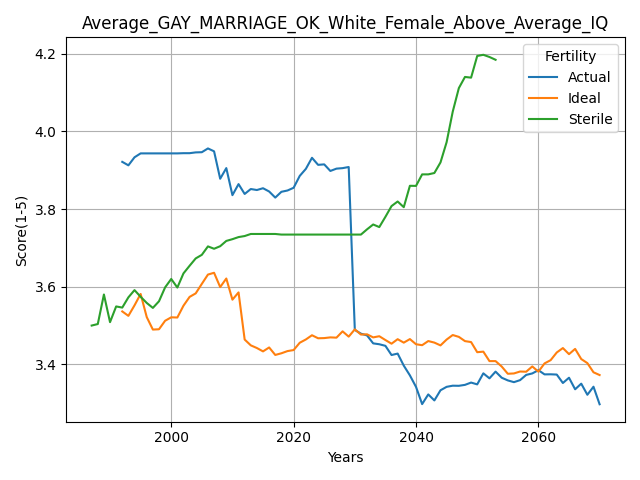 Average_GAY_MARRIAGE_OK_White_Female_Above_Average_IQ
Fertility
Actual
Ideal
Sterile
Score(1-5)
4.2
4.0
3.8
3.6
3.4
2000
2020
2040
2060
Years